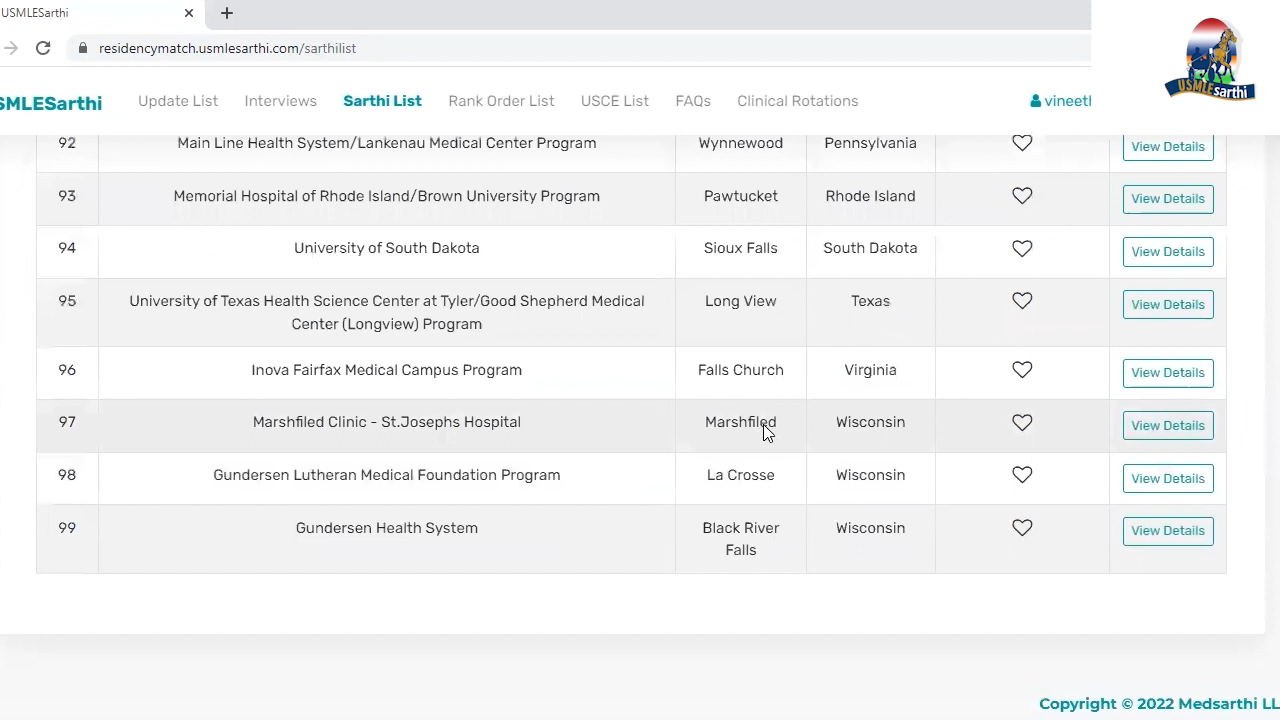 USMLESarthi
residencymatch.usmlesarthi.com/sarthilist
SMLESarthi Update List Interviews Sarthi List Rank Order List USCE List FAQs Clinical Rotations vineetl
USMLEsarthi
92 Main Line Health System/Lankenau Medical Center Program Wynnewood Pennsylvania View Details
93 Memorial Hospital of Rhode Island/Brown University Program Pawtucket Rhode Island View Details
94 University of South Dakota Sioux Falls South Dakota View Details
95 University of Texas Health Science Center at Tyler/Good Shepherd Medical Long View Texas View Details
Center (Longview) Program
96 Inova Fairfax Medical Campus Program Falls Church Virginia View Details
97 Marshfiled Clinic - St.Josephs Hospital Marshfiled Wisconsin View Details
98 Gundersen Lutheran Medical Foundation Program La Crosse Wisconsin View Details
99 Gundersen Health System Black River Wisconsin View Details
Falls
Copyright © 2022 Medsarthi LL